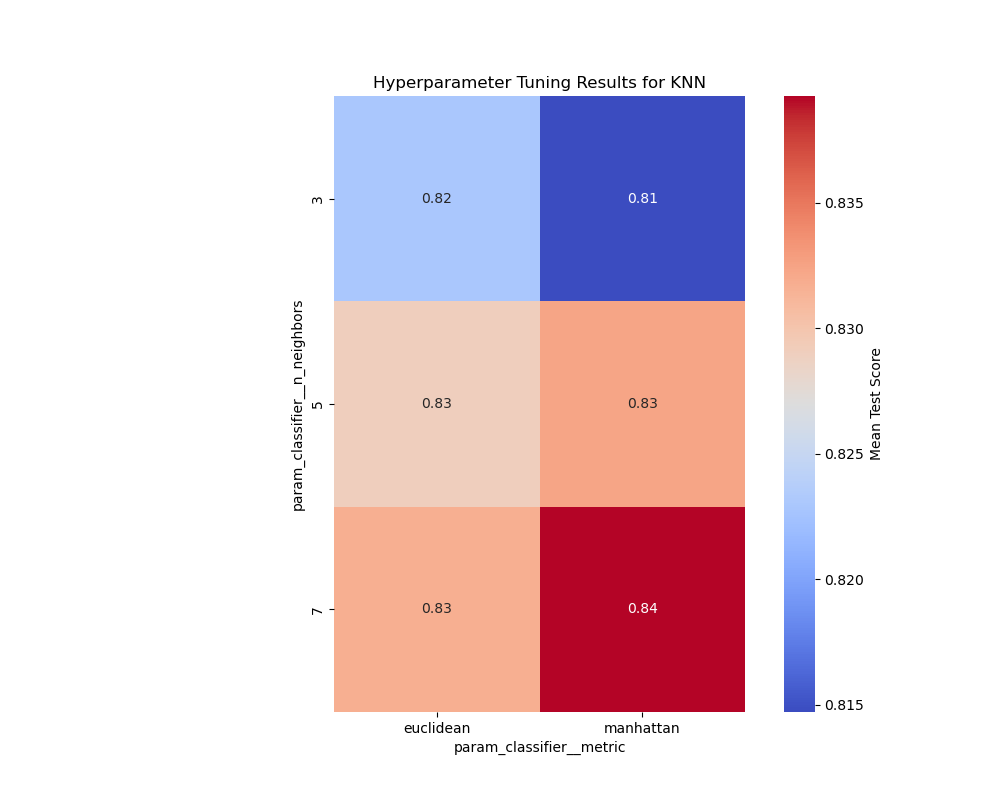 Hyperparameter Tuning Results for KNN
param_classifier__n_neighbors
3
0.82
0.81
5
0.83
0.83
7
0.83
0.84
euclidean
manhattan
param_classifier__metric
0.835
0.830
0.825
0.820
0.815
Mean Test Score